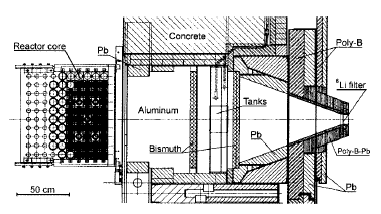 Concrete
Poly-B
Reactor core
Pb
⁶Li filter
Aluminum
Tanks
Bismuth
Pb
Poly-B-Pb
50 cm
Pb